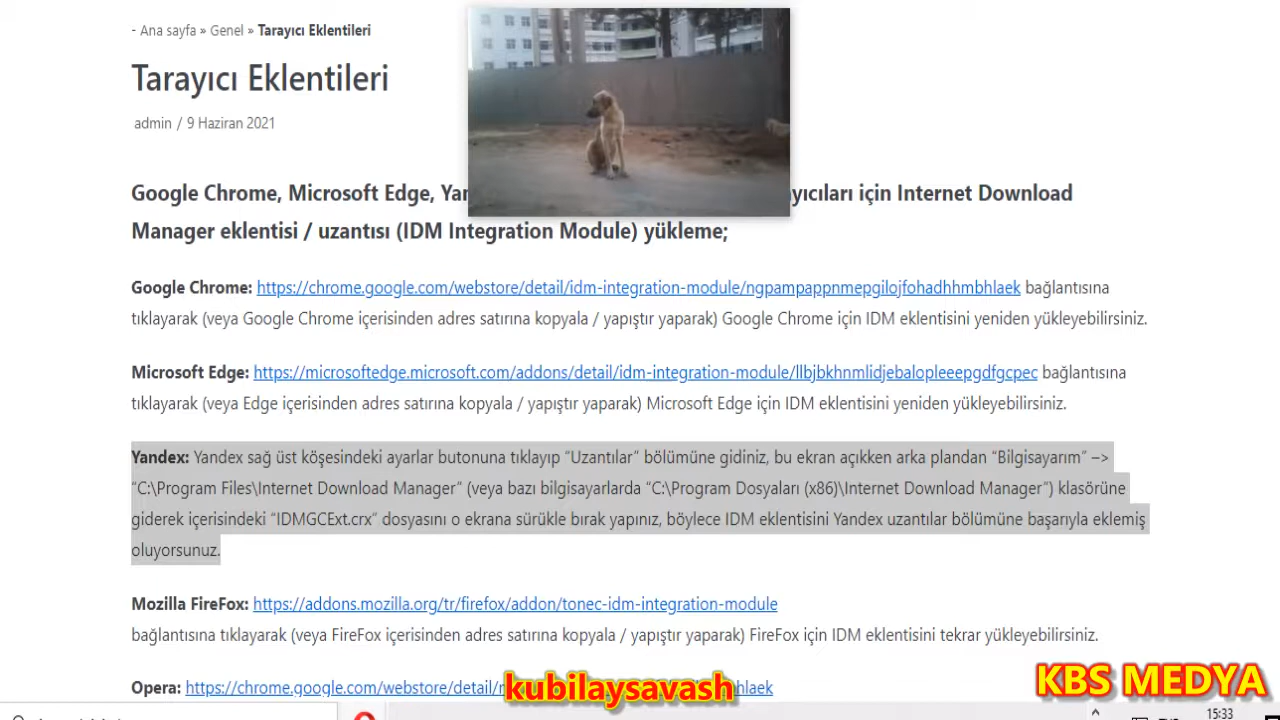 - Ana sayfa » Genel » Tarayıcı Eklentileri
Tarayıcı Eklentileri
admin / 9 Haziran 2021
Google Chrome, Microsoft Edge, için Internet Download
Manager eklentisi / uzantısı (IDM Integration Module) yükleme;
Google Chrome: https://chrome.google.com/webstore/detail/idm-integration-module/ngpampappnmepgilojfohadhhmbhlaek bağlantısına
tıklayarak (veya Google Chrome içerisinden adres satırına kopyala / yapıştır yaparak) Google Chrome için IDM eklentisini yeniden yükleyebilirsiniz.
Microsoft Edge: https://microsoftedge.microsoft.com/addons/detail/idm-integration-module/llbjbkhnmlidjebalopleeepgdfgcpec bağlantısına
tıklayarak (veya Edge içerisinden adres satırına kopyala / yapıştır yaparak) Microsoft Edge için IDM eklentisini yeniden yükleyebilirsiniz.
Yandex: Yandex sağ üst köşesindeki ayarlar butonuna tıklayıp “Uzantılar” bölümüne gidiniz, bu ekran açıkken arka plandan “Bilgisayarım” –>
“C:\Program Files\Internet Download Manager” (veya bazı bilgisayarlarda “C:\Program Dosyaları (x86)\Internet Download Manager”) klasörüne
giderek içerisindeki “IDMGCExt.crx” dosyasını o ekrana sürükle bırak yapınız, böylece IDM eklentisini Yandex uzantılar bölümüne başarıyla eklemiş
oluyorsunuz.
Mozilla FireFox: https://addons.mozilla.org/tr/firefox/addon/tonec-idm-integration-module
bağlantısına tıklayarak (veya FireFox içerisinden adres satırına kopyala / yapıştır yaparak) FireFox için IDM eklentisini tekrar yükleyebilirsiniz.
Opera: https://chrome.google.com/webstore/detail/
kubilaysavash
KBS MEDYA
15:33